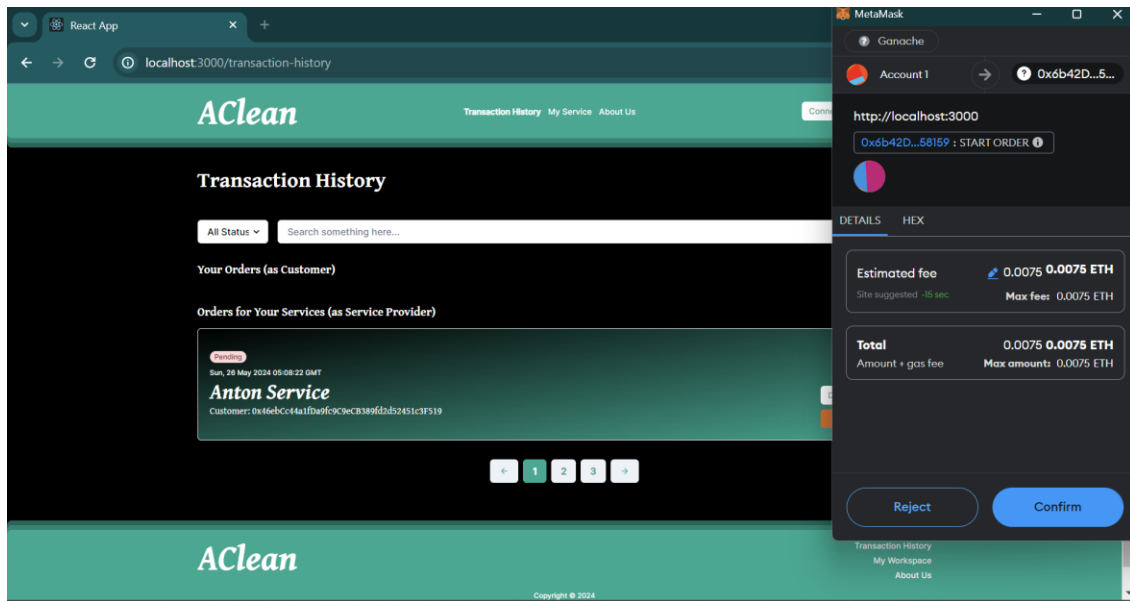 React App
MetaMask
Ganache
localhost:3000/transaction-history
Account 1
0x6b42D...5...
AClean
Transaction History My Service About Us
Conn
http://localhost:3000
0x6b42D...58159 : START ORDER
Transaction History
DETAILS HEX
All Status
Search something here...
Your Orders (as Customer)
Estimated fee
0.0075 0.0075 ETH
Site suggested ~15 sec
Max fee: 0.0075 ETH
Orders for Your Services (as Service Provider)
Pending
Sun, 26 May 2024 05:08:22 GMT
Anton Service
Total
0.0075 0.0075 ETH
Amount + gas fee
Max amount: 0.0075 ETH
1 2 3
Reject
Confirm
AClean
Transaction History
My Workspace
About Us
Copyright © 2024